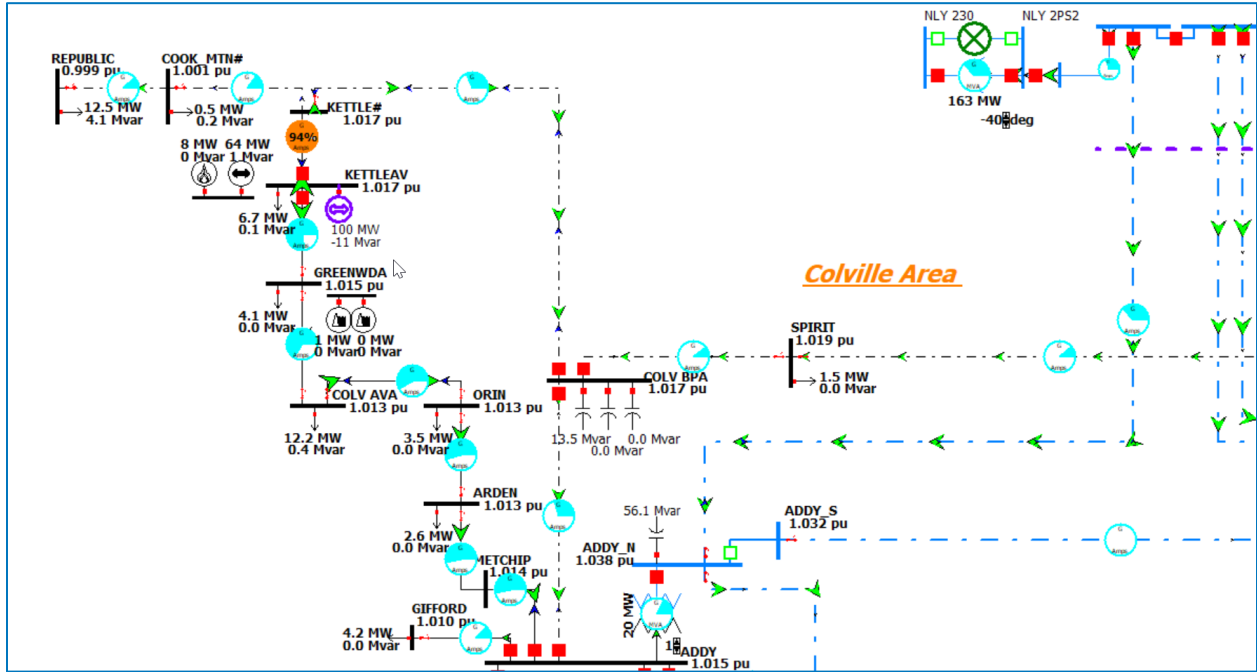 NLY 230
NLY 2PS2
163 MW
-40 deg
REPUBLIC
0.999 pu
COOK_MTN#
1.001 pu
12.5 MW
4.1 Mvar
0.5 MW
0.2 Mvar
KETTLE#
1.017 pu
94%
8 MW
0 Mvar
64 MW
1 Mvar
KETTLEAV
1.017 pu
6.7 MW
0.1 Mvar
100 MW
-11 Mvar
GREENWDA
1.015 pu
Colville Area
4.1 MW
0.0 Mvar
1 MW
0 Mvar
0 MW
0 Mvar
SPIRIT
1.019 pu
1.5 MW
0.0 Mvar
COLV BPA
1.017 pu
13.5 Mvar
0.0 Mvar
0.0 Mvar
COLV AVA
1.013 pu
12.2 MW
0.4 Mvar
ORIN
1.013 pu
3.5 MW
0.0 Mvar
ARDEN
1.013 pu
2.6 MW
0.0 Mvar
METCHIP
1.014 pu
GIFFORD
1.010 pu
4.2 MW
0.0 Mvar
56.1 Mvar
ADDY_N
1.038 pu
ADDY_S
1.032 pu
20 MW
MVA
ADDY
1.015 pu